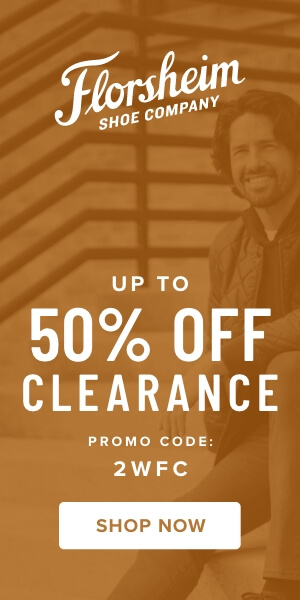 Florsheim
SHOE COMPANY
UP TO
50% OFF
CLEARANCE
PROMO CODE:
2WFC
SHOP NOW